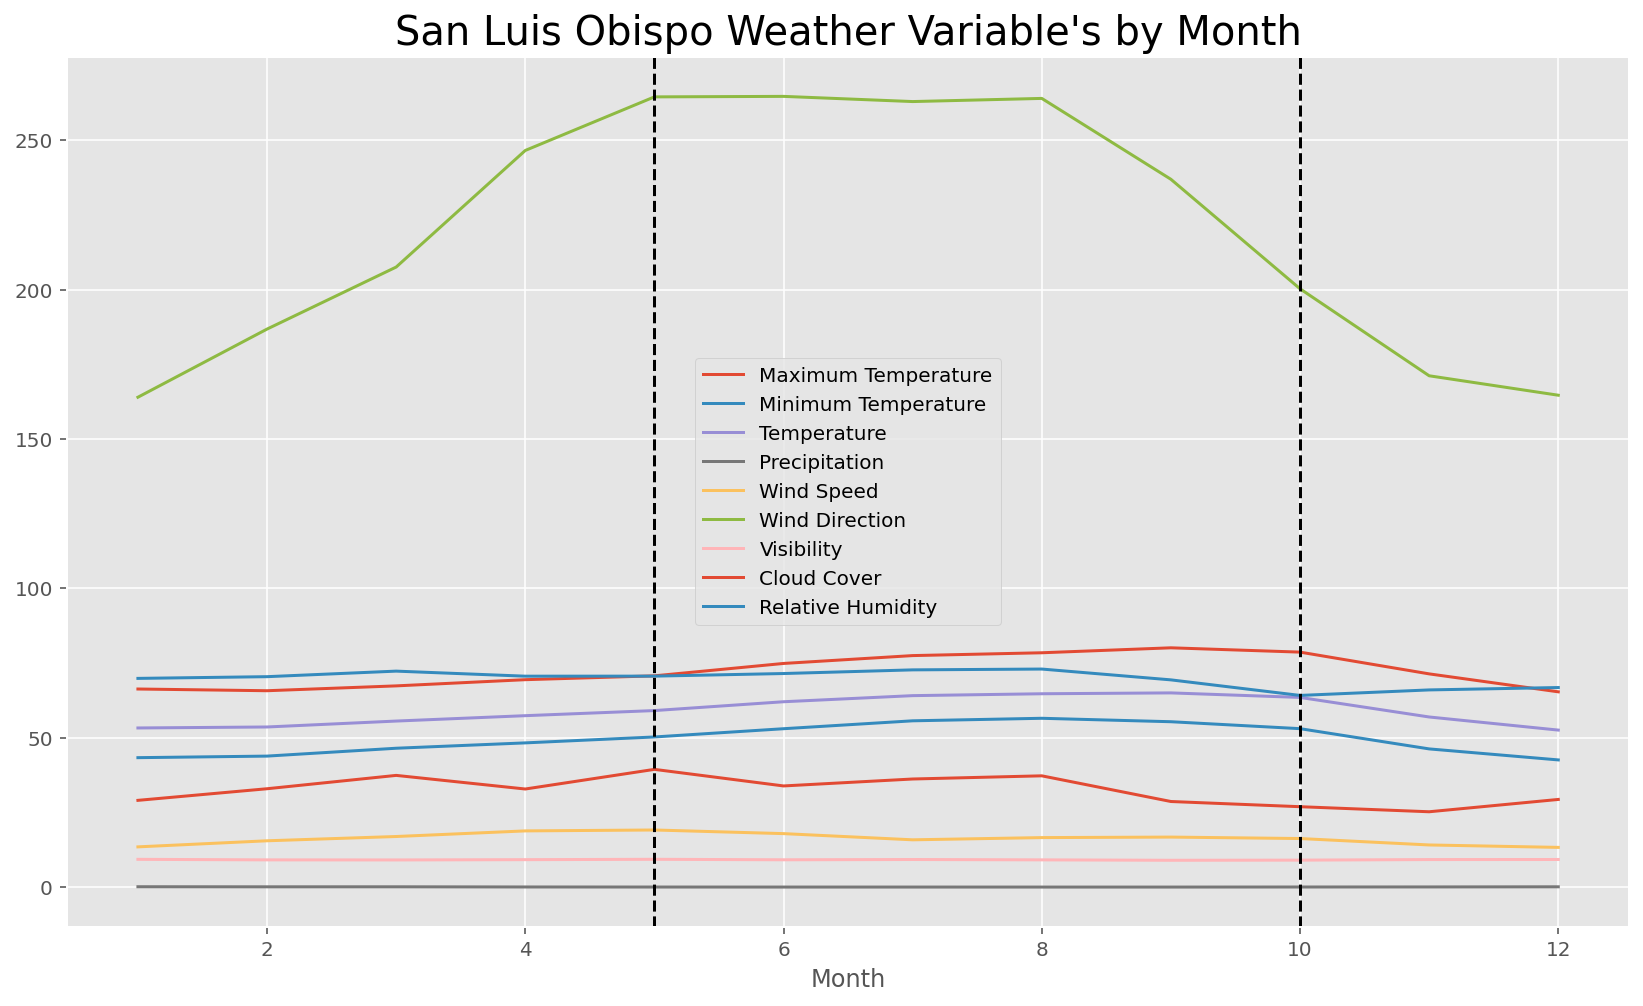 San Luis Obispo Weather Variable's by Month
250
200
150
100
50
0
Maximum Temperature
Minimum Temperature
Temperature
Precipitation
Wind Speed
Wind Direction
Visibility
Cloud Cover
Relative Humidity
2 4 6 8 10 12
Month